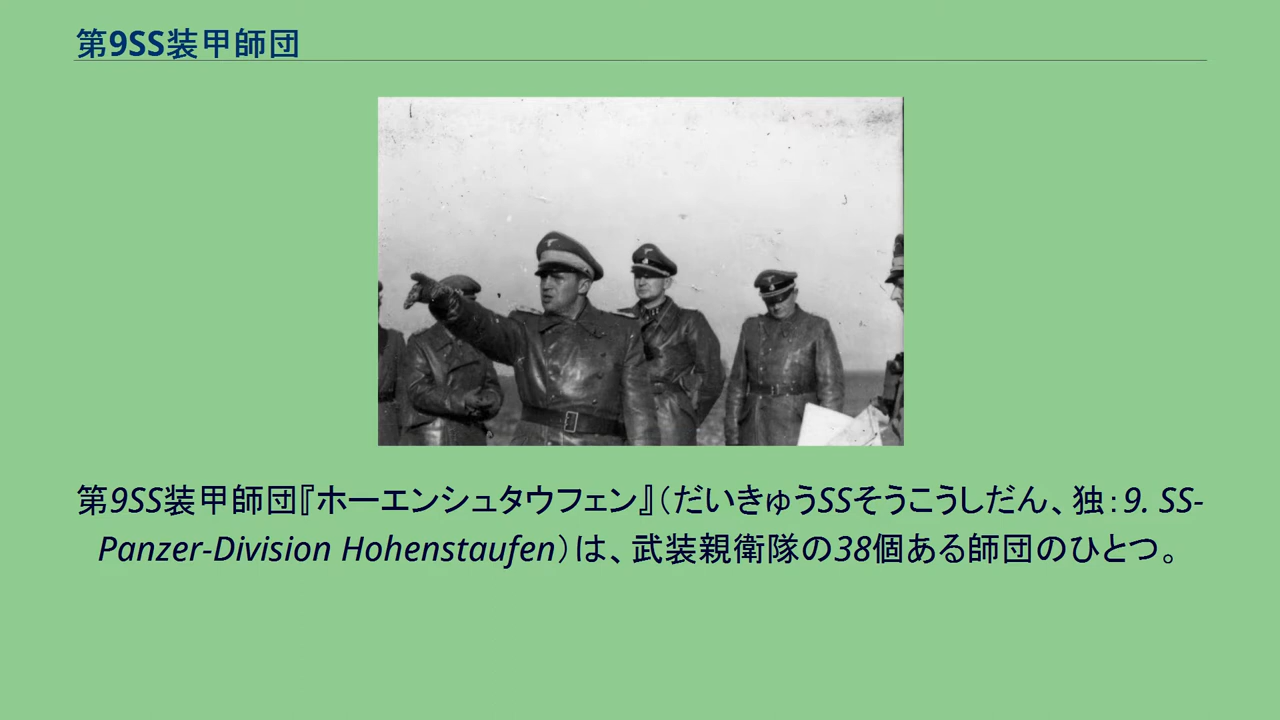 第9SS装甲師団
第9SS装甲師団『ホーエンシュタウフェン』（だいきゅうSSそうこうしだん、独：9. SS-
Panzer-Division Hohenstaufen）は、武装親衛隊の38個ある師団のひとつ。